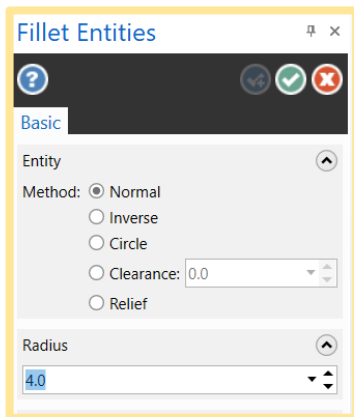 Fillet Entities
?
Basic
Entity
Method: Normal
Inverse
Circle
Clearance: 0.0
Relief
Radius
4.0